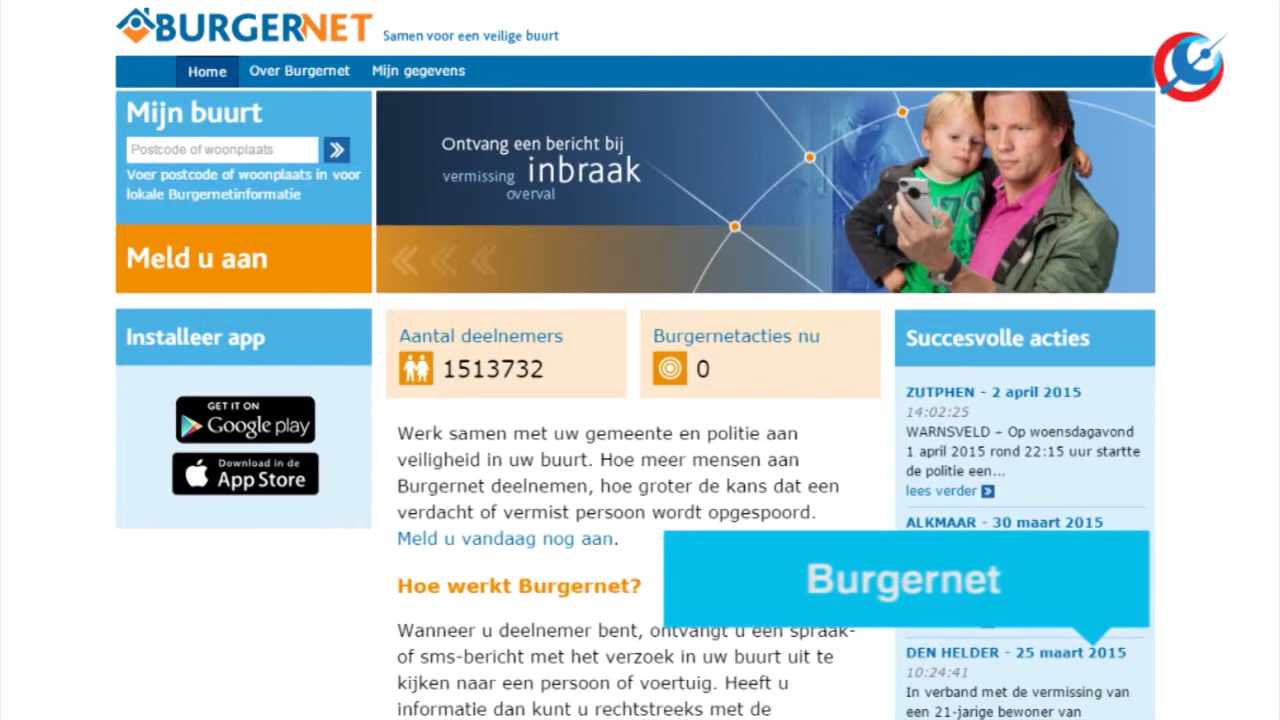 BURGERNET
Samen voor een veilige buurt
Home
Over Burgernet
Mijn gegevens
Mijn buurt
Postcode of woonplaats
Voer postcode of woonplaats in voor
lokale Burgernetinformatie
Meld u aan
Ontvang een bericht bij
vermissing
inbraak
overval
Installeer app
GET IT ON
Google play
Download in de
App Store
Aantal deelnemers
1513732
Burgernetacties nu
0
Werk samen met uw gemeente en politie aan
veiligheid in uw buurt. Hoe meer mensen aan
Burgernet deelnemen, hoe groter de kans dat een
verdacht of vermist persoon wordt opgespoord.
Meld u vandaag nog aan.
Hoe werkt Burgernet?
Wanneer u deelnemer bent, ontvangt u een spraak-
of sms-bericht met het verzoek in uw buurt uit te
kijken naar een persoon of voertuig. Heeft u
informatie dan kunt u rechtstreeks met de
Succesvolle acties
ZUTPHEN - 2 april 2015
14:02:25
WARNSVELD – Op woensdagavond
1 april 2015 rond 22:15 uur startte
de politie een...
lees verder
ALKMAAR - 30 maart 2015
Burgernet
DEN HELDER - 25 maart 2015
10:24:41
In verband met de vermissing van
een 21-jarige bewoner van